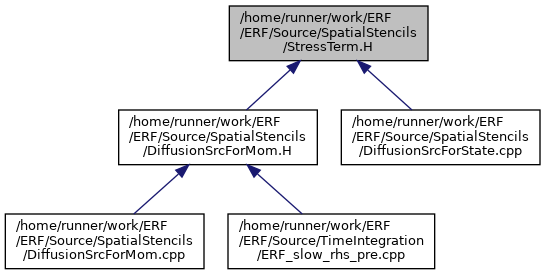 /home/runner/work/ERF
/ERF/Source/SpatialStencils
/StressTerm.H
/home/runner/work/ERF
/ERF/Source/SpatialStencils
/DiffusionSrcForMom.H
/home/runner/work/ERF
/ERF/Source/SpatialStencils
/DiffusionSrcForState.cpp
/home/runner/work/ERF
/ERF/Source/SpatialStencils
/DiffusionSrcForMom.cpp
/home/runner/work/ERF
/ERF/Source/TimeIntegration
/ERF_slow_rhs_pre.cpp